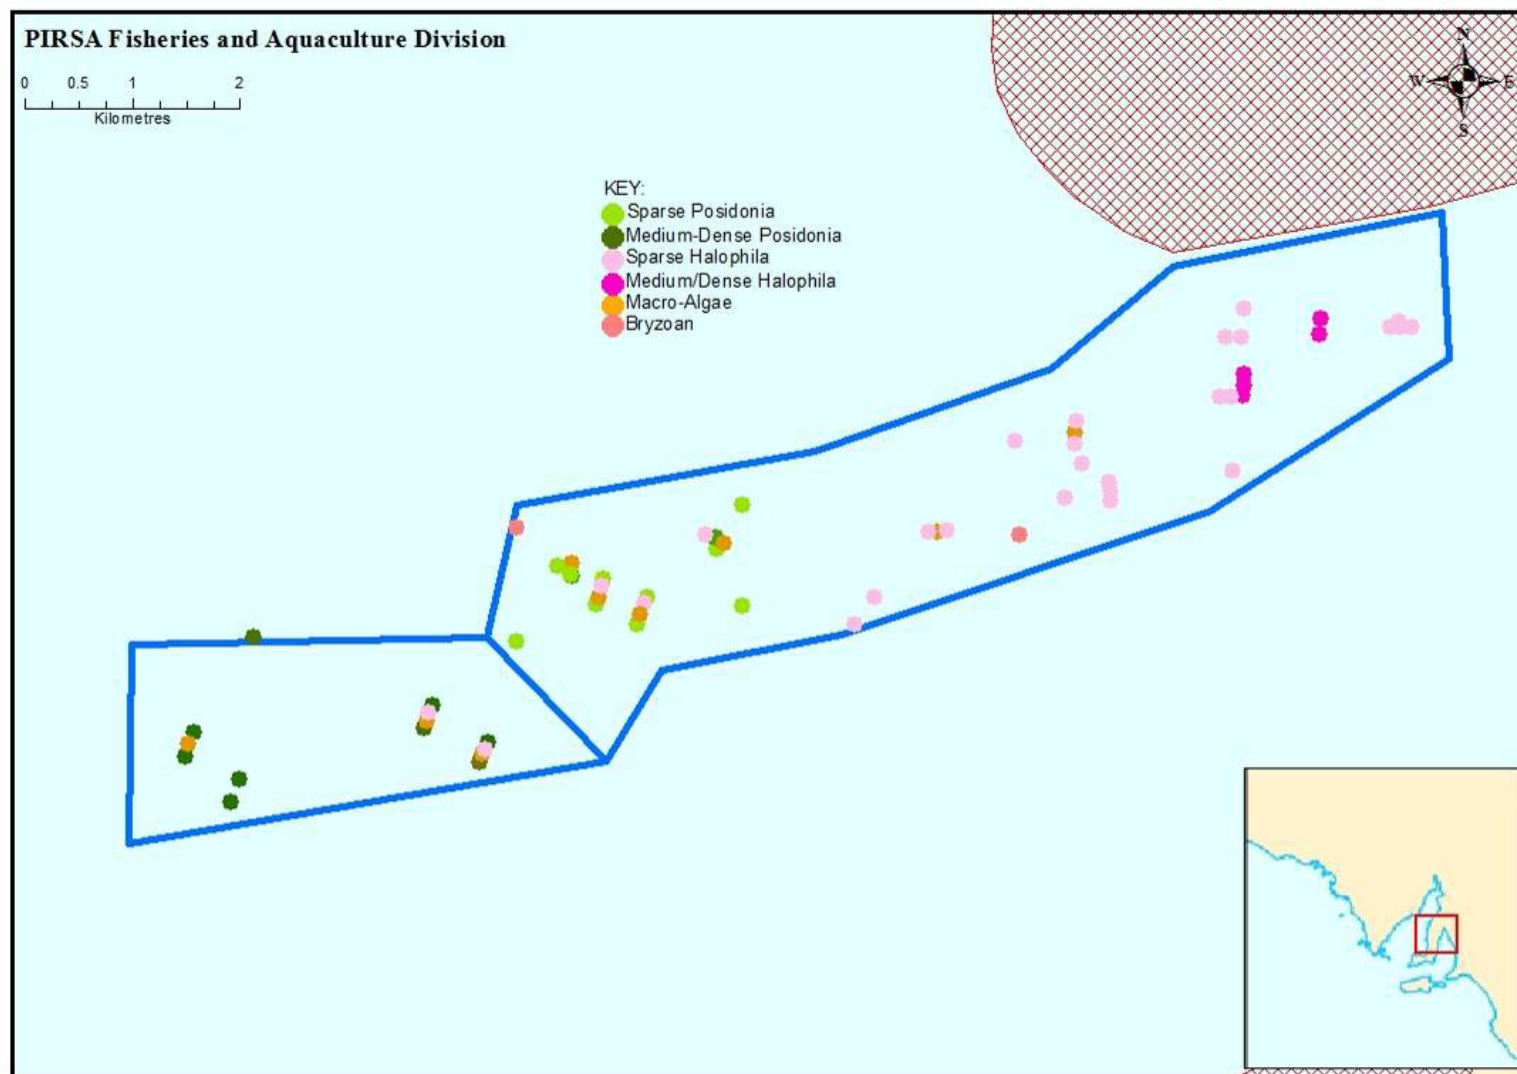 PIRSA Fisheries and Aquaculture Division
0 0.5 1 2
Kilometres
N
W E
S
KEY:
Sparse Posidonia
Medium-Dense Posidonia
Sparse Halophila
Medium/Dense Halophila
Macro-Algae
Bryzoan